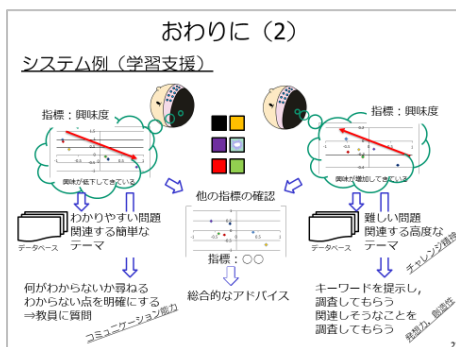 おわりに（2）
システム例（学習支援）
指標：興味度
興味が低下してきている
指標：興味度
興味が増加してきている
他の指標の確認
指標：○○
データベース
わかりやすい問題
関連する簡単な
テーマ
データベース
難しい問題
関連する高度な
テーマ
チャレンジ精神
何がわからないか尋ねる
わからない点を明確にする
⇒教員に質問
コミュニケーション能力
総合的なアドバイス
キーワードを提示し,
調査してもらう
関連しそうなことを
調査してもらう
発想力，創造性